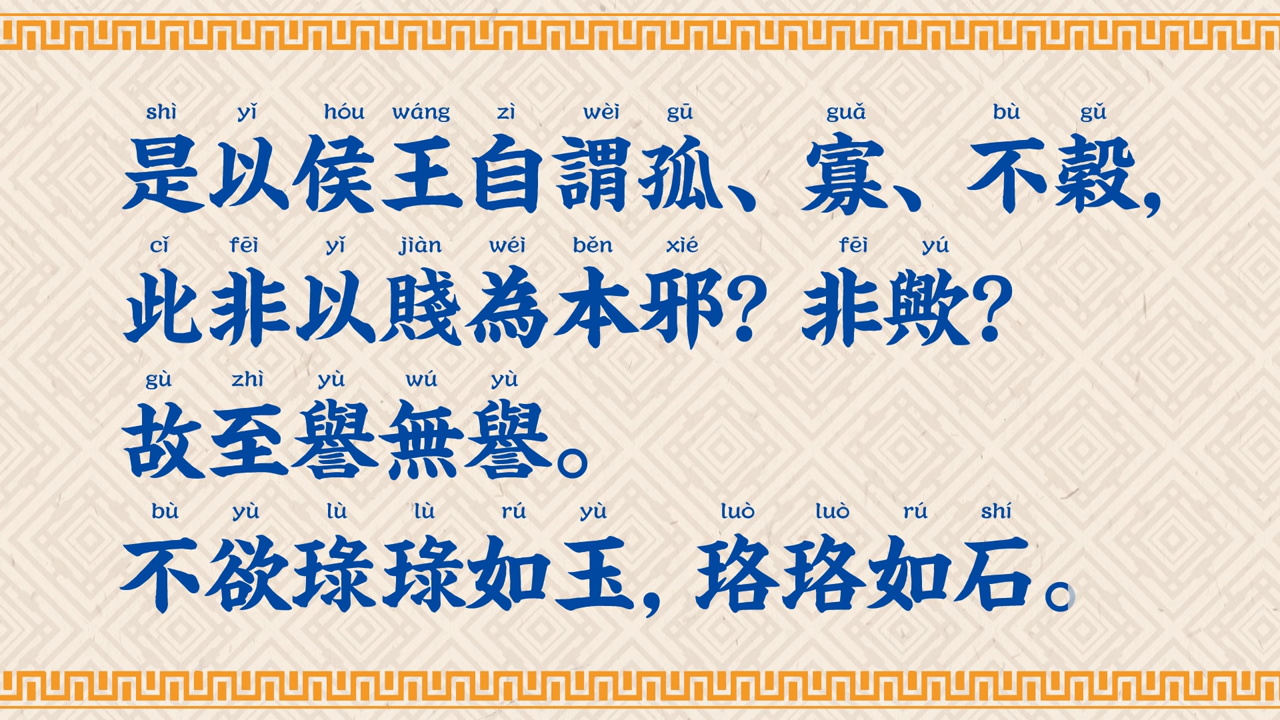 shì yǐ hóu wáng zì wèi gū guǎ bù gǔ
是以侯王自謂孤、寡、不穀，
cǐ fēi yǐ jiàn wéi běn xié fēi yú
此非以賤為本邪？非歟？
gù zhì yù wú yù
故至譽無譽。
bù yù lù lù rú yù luò luò rú shí
不欲琭琭如玉，珞珞如石。